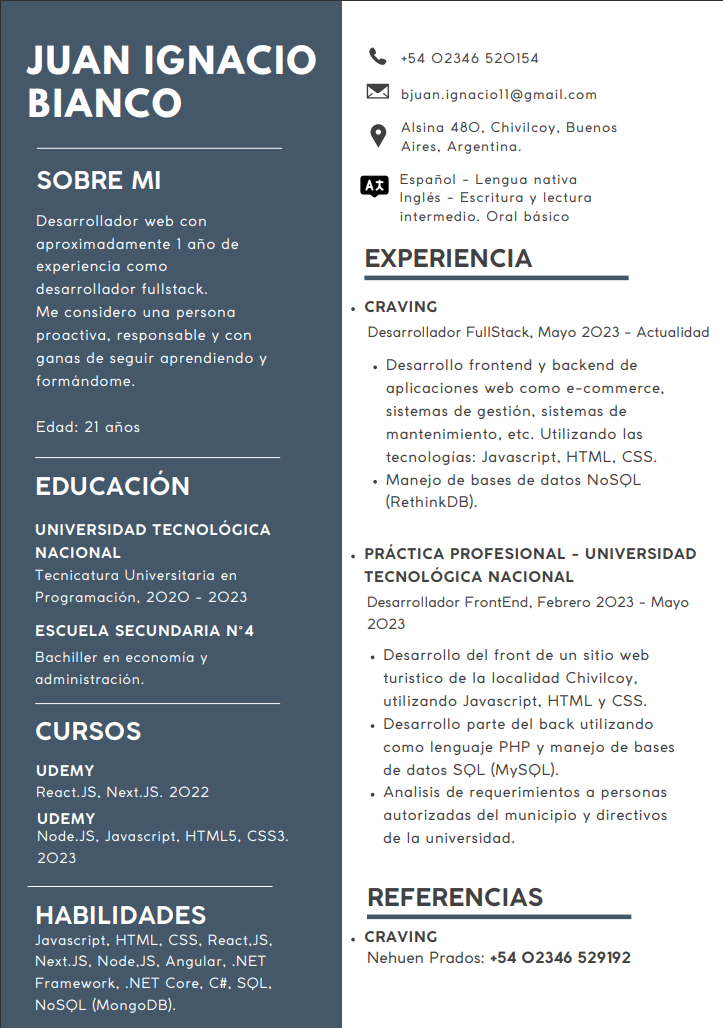 JUAN IGNACIO
BIANCO
SOBRE MI
Desarrollador web con
aproximadamente 1 año de
experiencia como
desarrollador fullstack.
Me considero una persona
proactiva, responsable y con
ganas de seguir aprendiendo y
formándome.
Edad: 21 años
EDUCACIÓN
UNIVERSIDAD TECNOLÓGICA
NACIONAL
Tecnicatura Universitaria en
Programación, 2020 - 2023
ESCUELA SECUNDARIA N°4
Bachiller en economía y
administración.
CURSOS
UDEMY
React.JS, Next.JS. 2022
UDEMY
Node.JS, Javascript, HTML5, CSS3.
2023
HABILIDADES
Javascript, HTML, CSS, React,JS,
Next.JS, Node,JS, Angular, .NET
Framework, .NET Core, C#, SQL,
NoSQL (MongoDB).
+54 02346 520154
bjuan.ignacio11@gmail.com
Alsina 480, Chivilcoy, Buenos
Aires, Argentina.
Español - Lengua nativa
Inglés - Escritura y lectura
intermedio. Oral básico
EXPERIENCIA
• CRAVING
Desarrollador FullStack, Mayo 2023 - Actualidad
• Desarrollo frontend y backend de
aplicaciones web como e-commerce,
sistemas de gestión, sistemas de
mantenimiento, etc. Utilizando las
tecnologías: Javascript, HTML, CSS.
• Manejo de bases de datos NoSQL
(RethinkDB).
• PRÁCTICA PROFESIONAL - UNIVERSIDAD
TECNOLÓGICA NACIONAL
Desarrollador FrontEnd, Febrero 2023 - Mayo
2023
• Desarrollo del front de un sitio web
turistico de la localidad Chivilcoy,
utilizando Javascript, HTML y CSS.
• Desarrollo parte del back utilizando
como lenguaje PHP y manejo de bases
de datos SQL (MySQL).
• Analisis de requerimientos a personas
autorizadas del municipio y directivos
de la universidad.
REFERENCIAS
• CRAVING
Nehuen Prados: +54 02346 529192